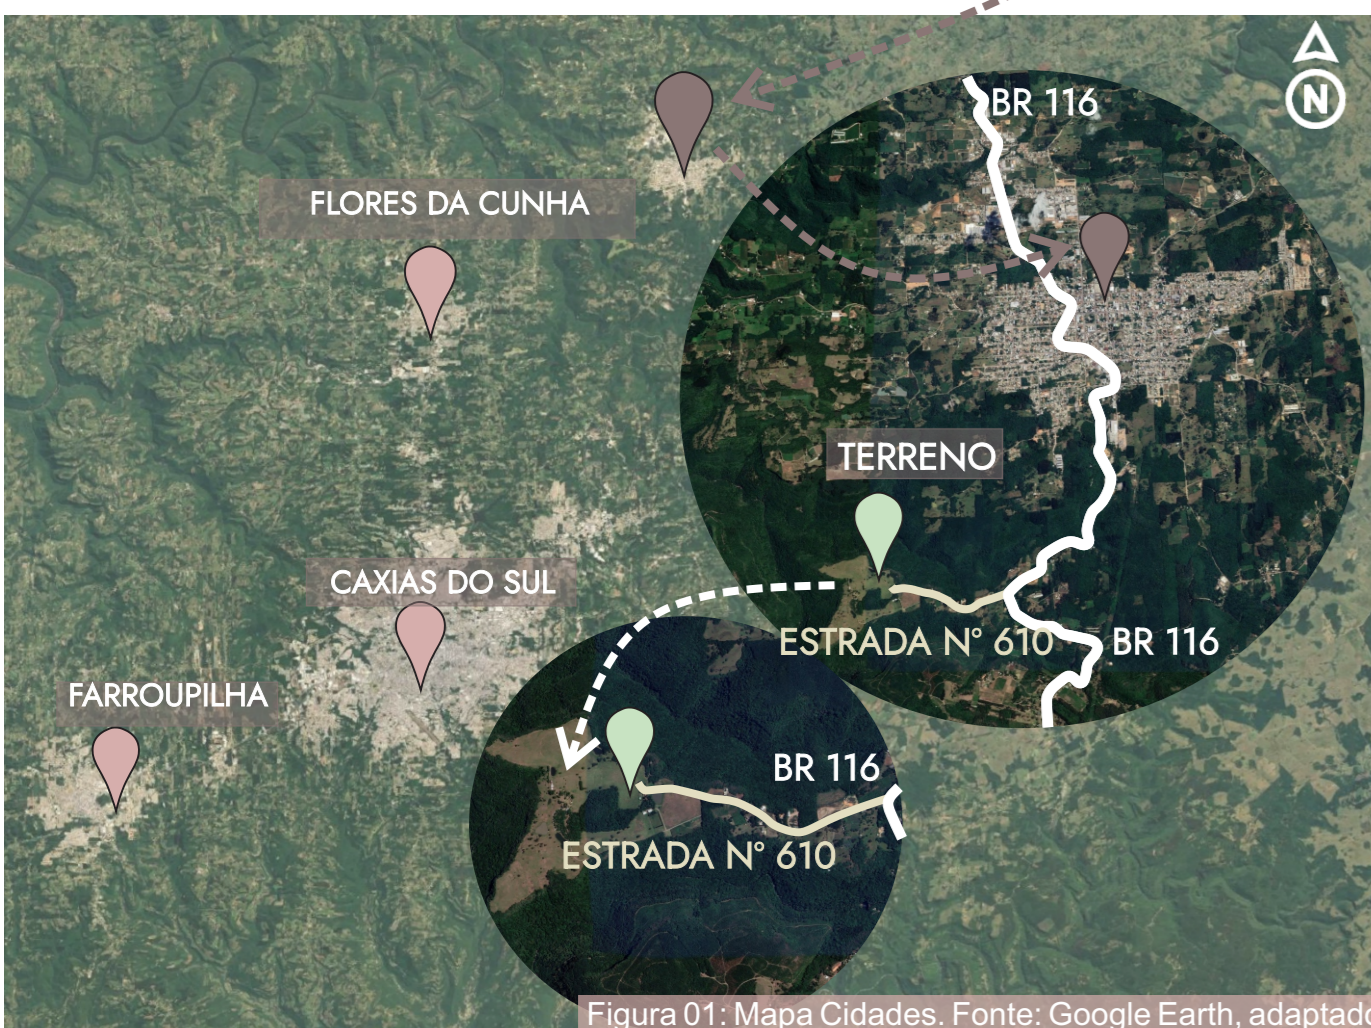 BR 116
N
FLORES DA CUNHA
TERRENO
CAXIAS DO SUL
ESTRADA N° 610
BR 116
FARROUPILHA
BR 116
ESTRADA N° 610
Figura 01: Mapa Cidades. Fonte: Google Earth, adaptad